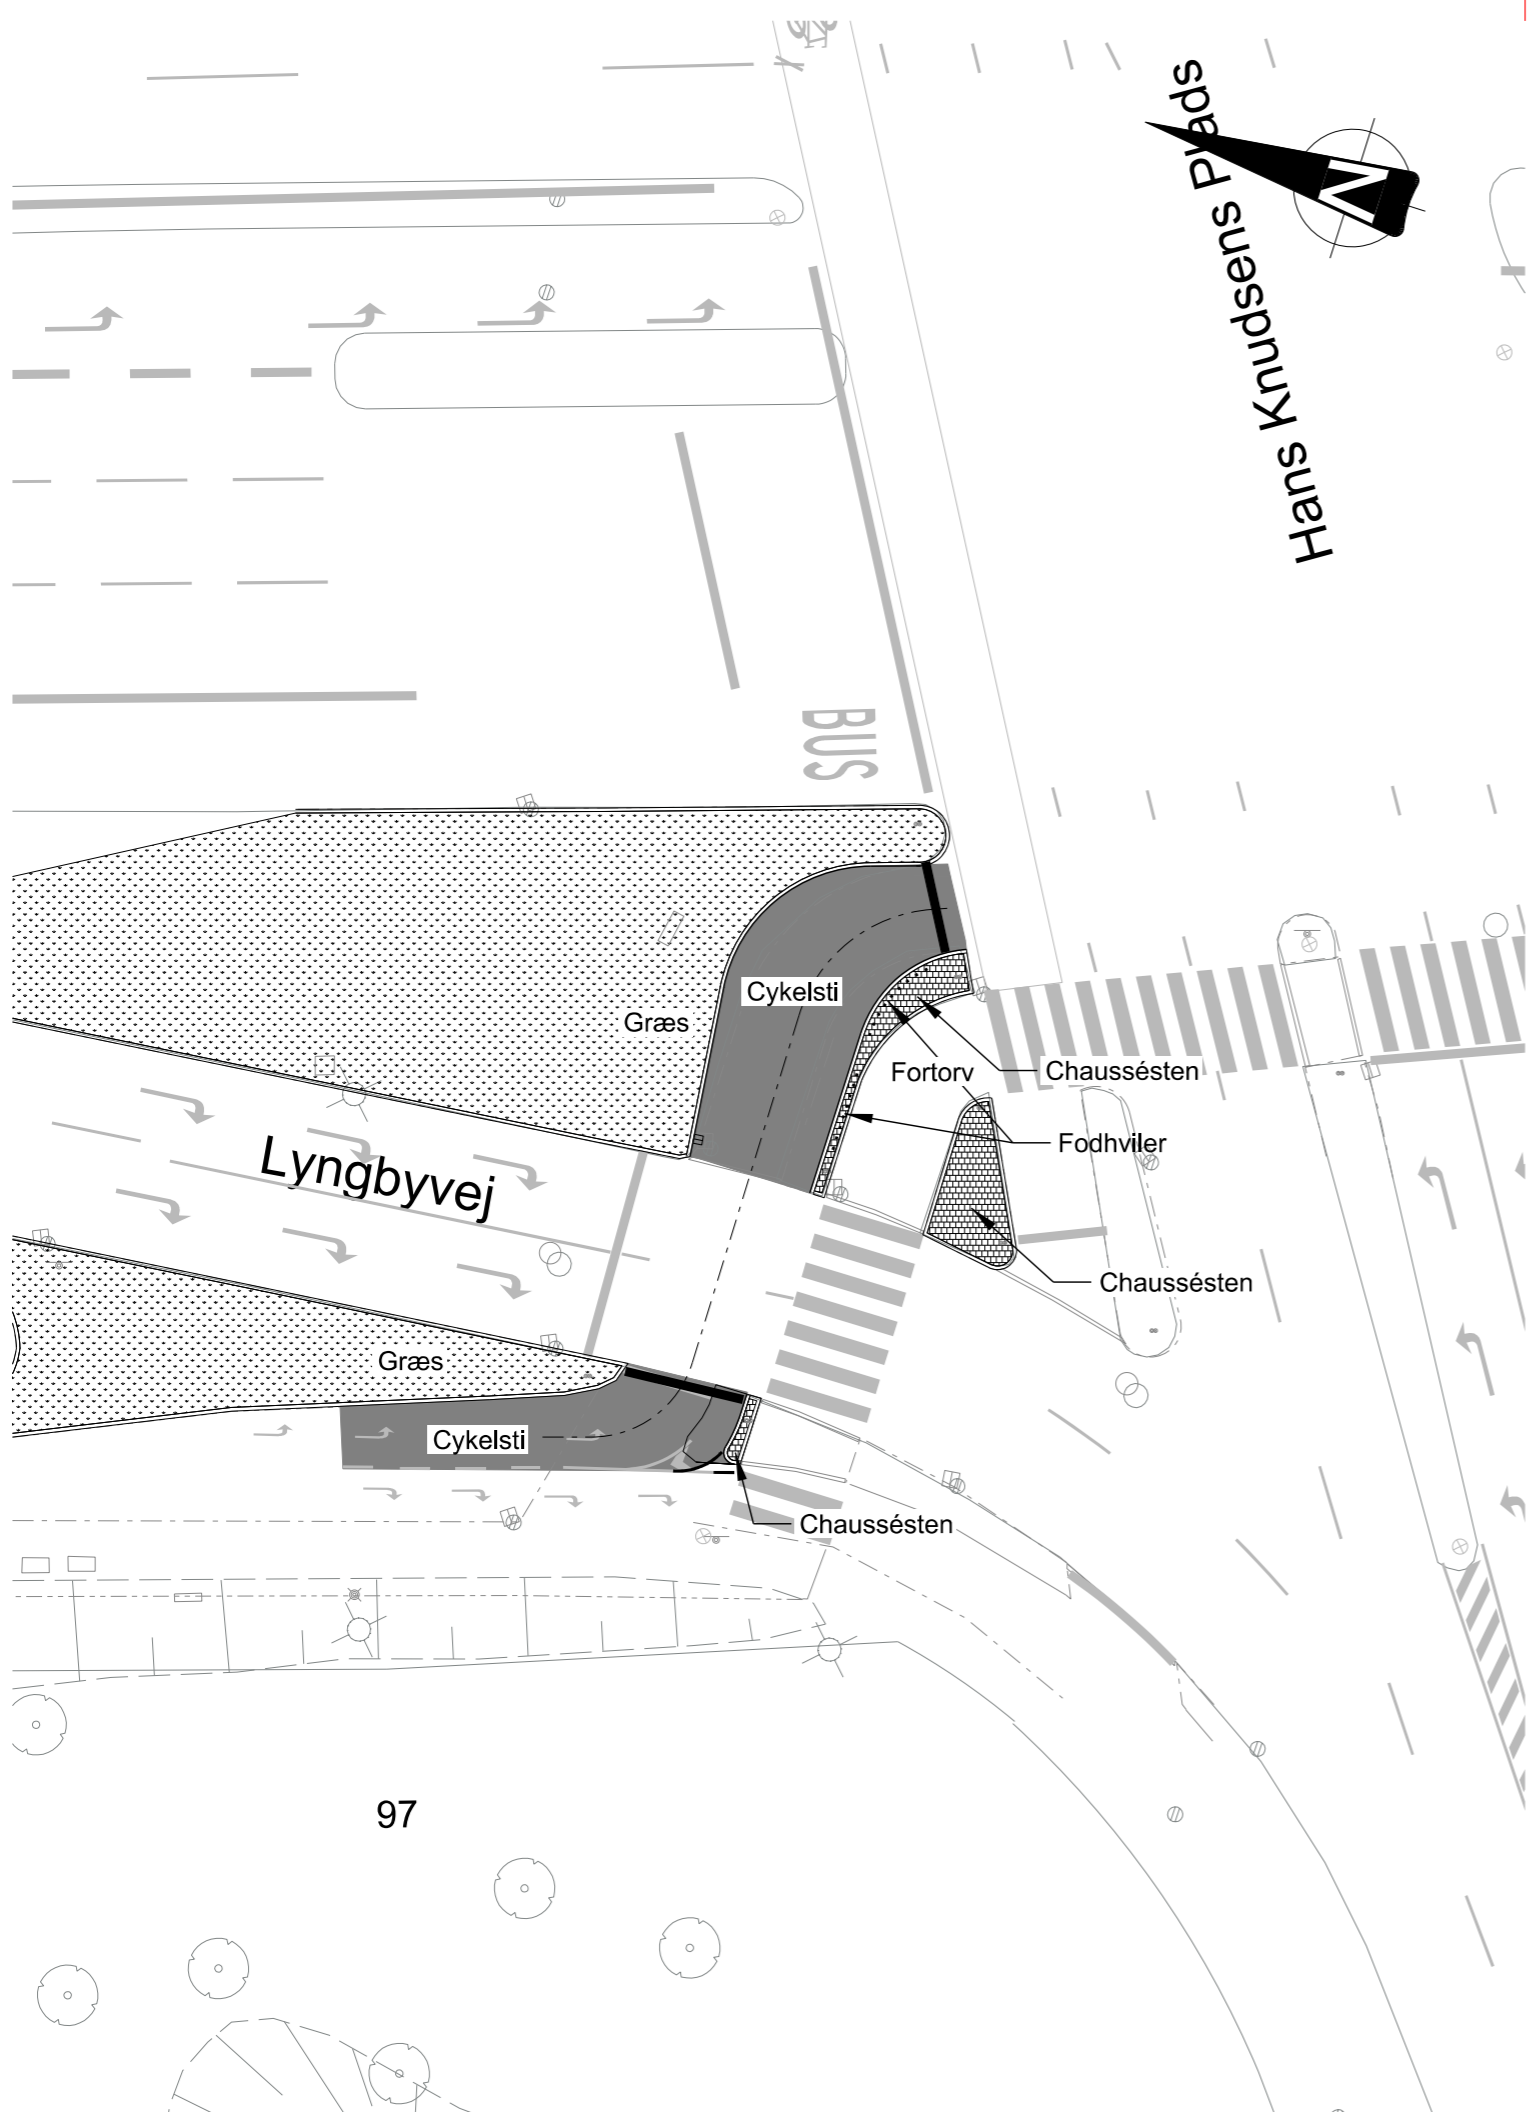 Hans Knudsens Plads
N
BUS
Cykelsti
Græs
Fortorv
Chaussésten
Fodhviler
Lyngbyvej
Chaussésten
Græs
Cykelsti
Chaussésten
97